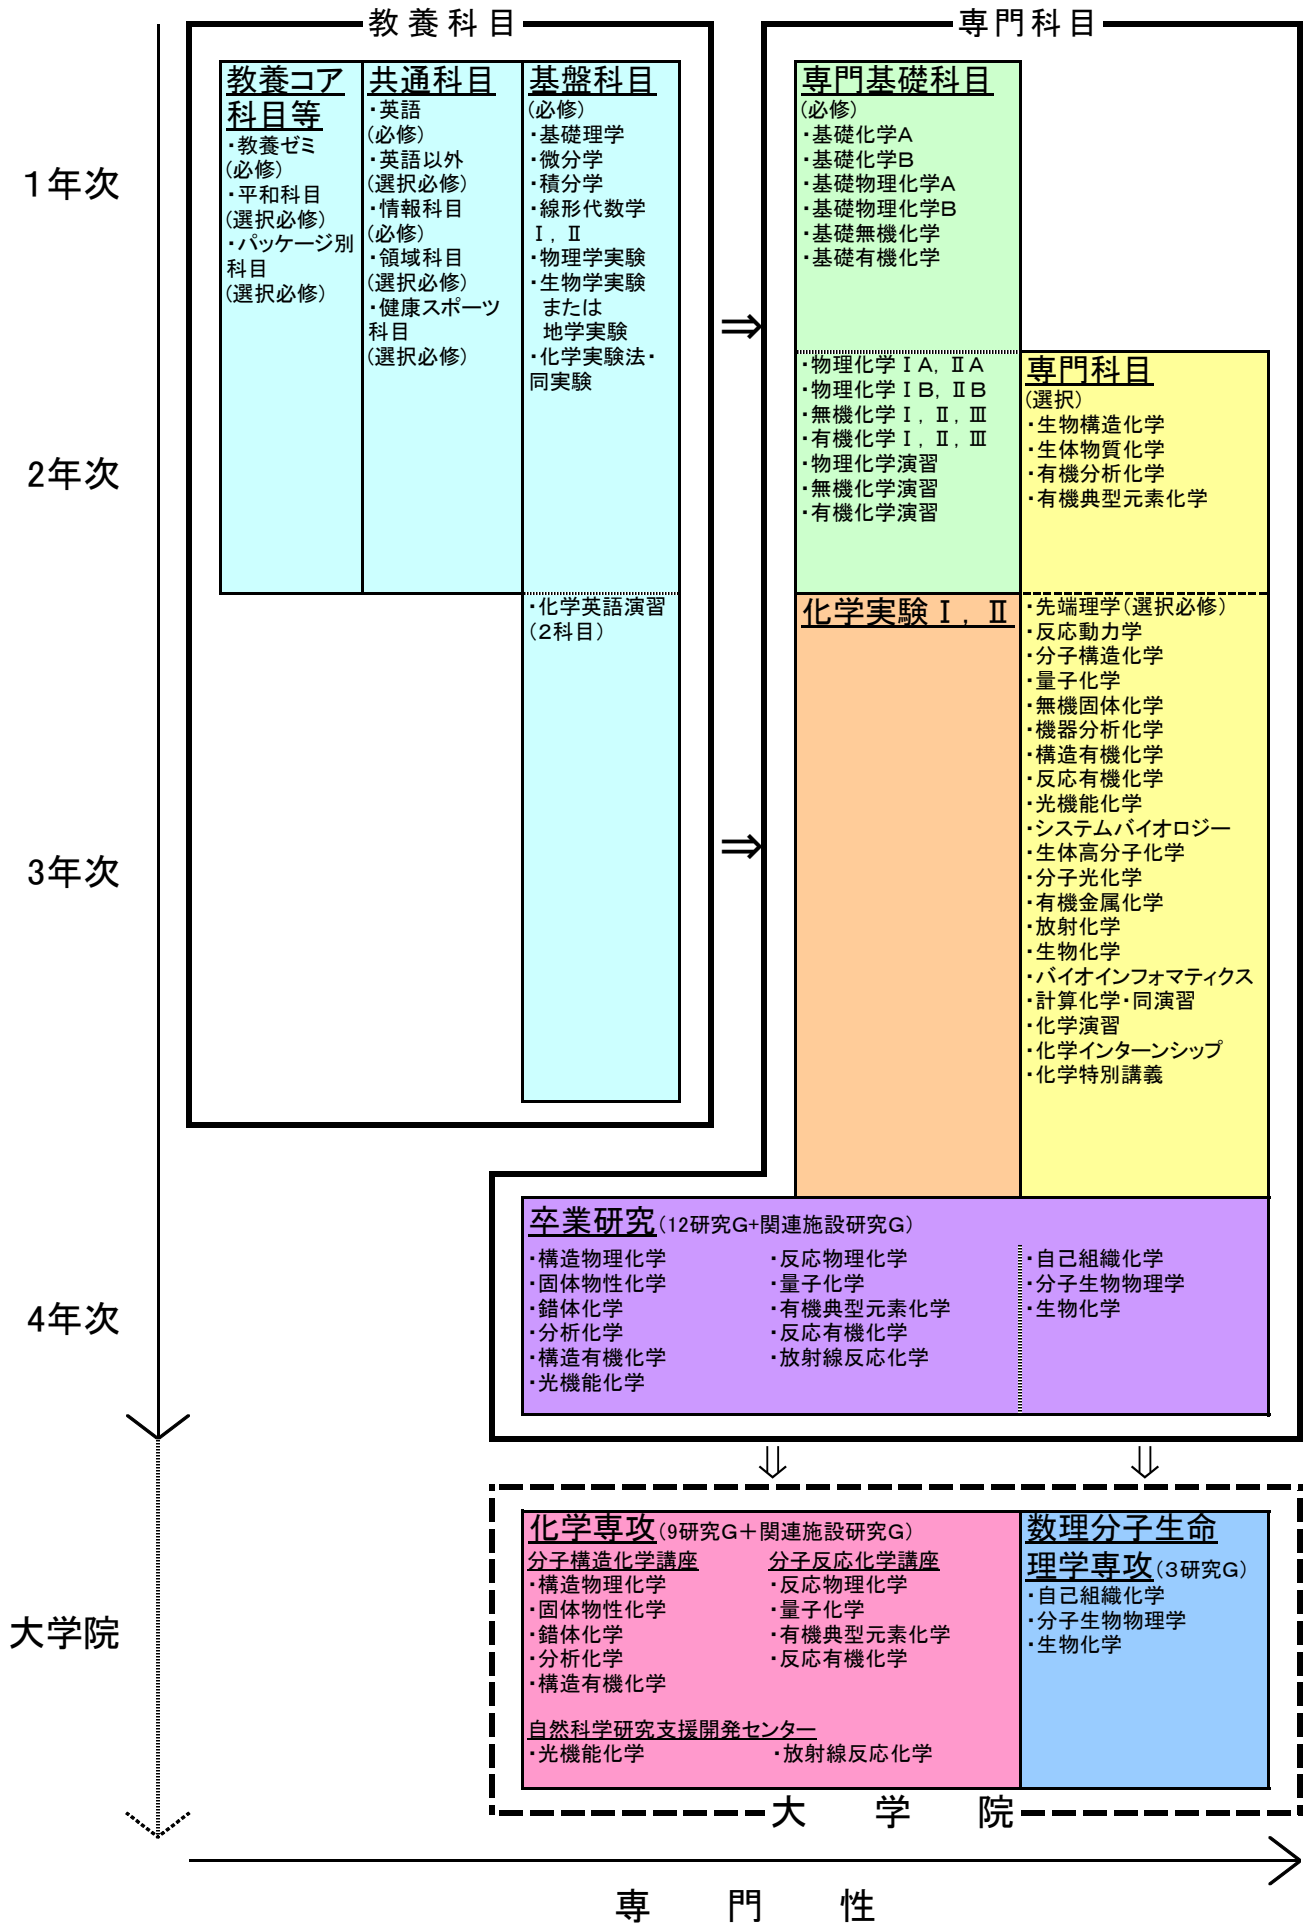 教養科目
専門科目
1年次
2年次
3年次
4年次
大学院
教養コア
科目等
・教養ゼミ
(必修)
・平和科目
(選択必修)
・パッケージ別
科目
(選択必修)
共通科目
・英語
(必修)
・英語以外
(選択必修)
・情報科目
(必修)
・領域科目
(選択必修)
・健康スポーツ
科目
(選択必修)
基盤科目
(必修)
・基礎理学
・微分学
・積分学
・線形代数学
Ⅰ, Ⅱ
・物理学実験
・生物学実験
または
地学実験
・化学実験法・
同実験
・化学英語演習
(2科目)
⇒
⇒
専門基礎科目
(必修)
・基礎化学A
・基礎化学B
・基礎物理化学A
・基礎物理化学B
・基礎無機化学
・基礎有機化学
・物理化学ⅠA, ⅡA
・物理化学ⅠB, ⅡB
・無機化学Ⅰ, Ⅱ, Ⅲ
・有機化学Ⅰ, Ⅱ, Ⅲ
・物理化学演習
・無機化学演習
・有機化学演習
化学実験Ⅰ, Ⅱ
専門科目
(選択)
・生物構造化学
・生体物質化学
・有機分析化学
・有機典型元素化学
・先端理学(選択必修)
・反応動力学
・分子構造化学
・量子化学
・無機固体化学
・機器分析化学
・構造有機化学
・反応有機化学
・光機能化学
・システムバイオロジー
・生体高分子化学
・分子光化学
・有機金属化学
・放射化学
・生物化学
・バイオインフォマティクス
・計算化学・同演習
・化学演習
・化学インターンシップ
・化学特別講義
卒業研究(12研究G+関連施設研究G)
・構造物理化学
・固体物性化学
・錯体化学
・分析化学
・構造有機化学
・光機能化学
・反応物理化学
・量子化学
・有機典型元素化学
・反応有機化学
・放射線反応化学
・自己組織化学
・分子生物物理学
・生物化学
⇓
⇓
化学専攻(9研究G+関連施設研究G)
分子構造化学講座
・構造物理化学
・固体物性化学
・錯体化学
・分析化学
・構造有機化学
分子反応化学講座
・反応物理化学
・量子化学
・有機典型元素化学
・反応有機化学
自然科学研究支援開発センター
・光機能化学
・放射線反応化学
数理分子生命
理学専攻(3研究G)
・自己組織化学
・分子生物物理学
・生物化学
大学院
専門性